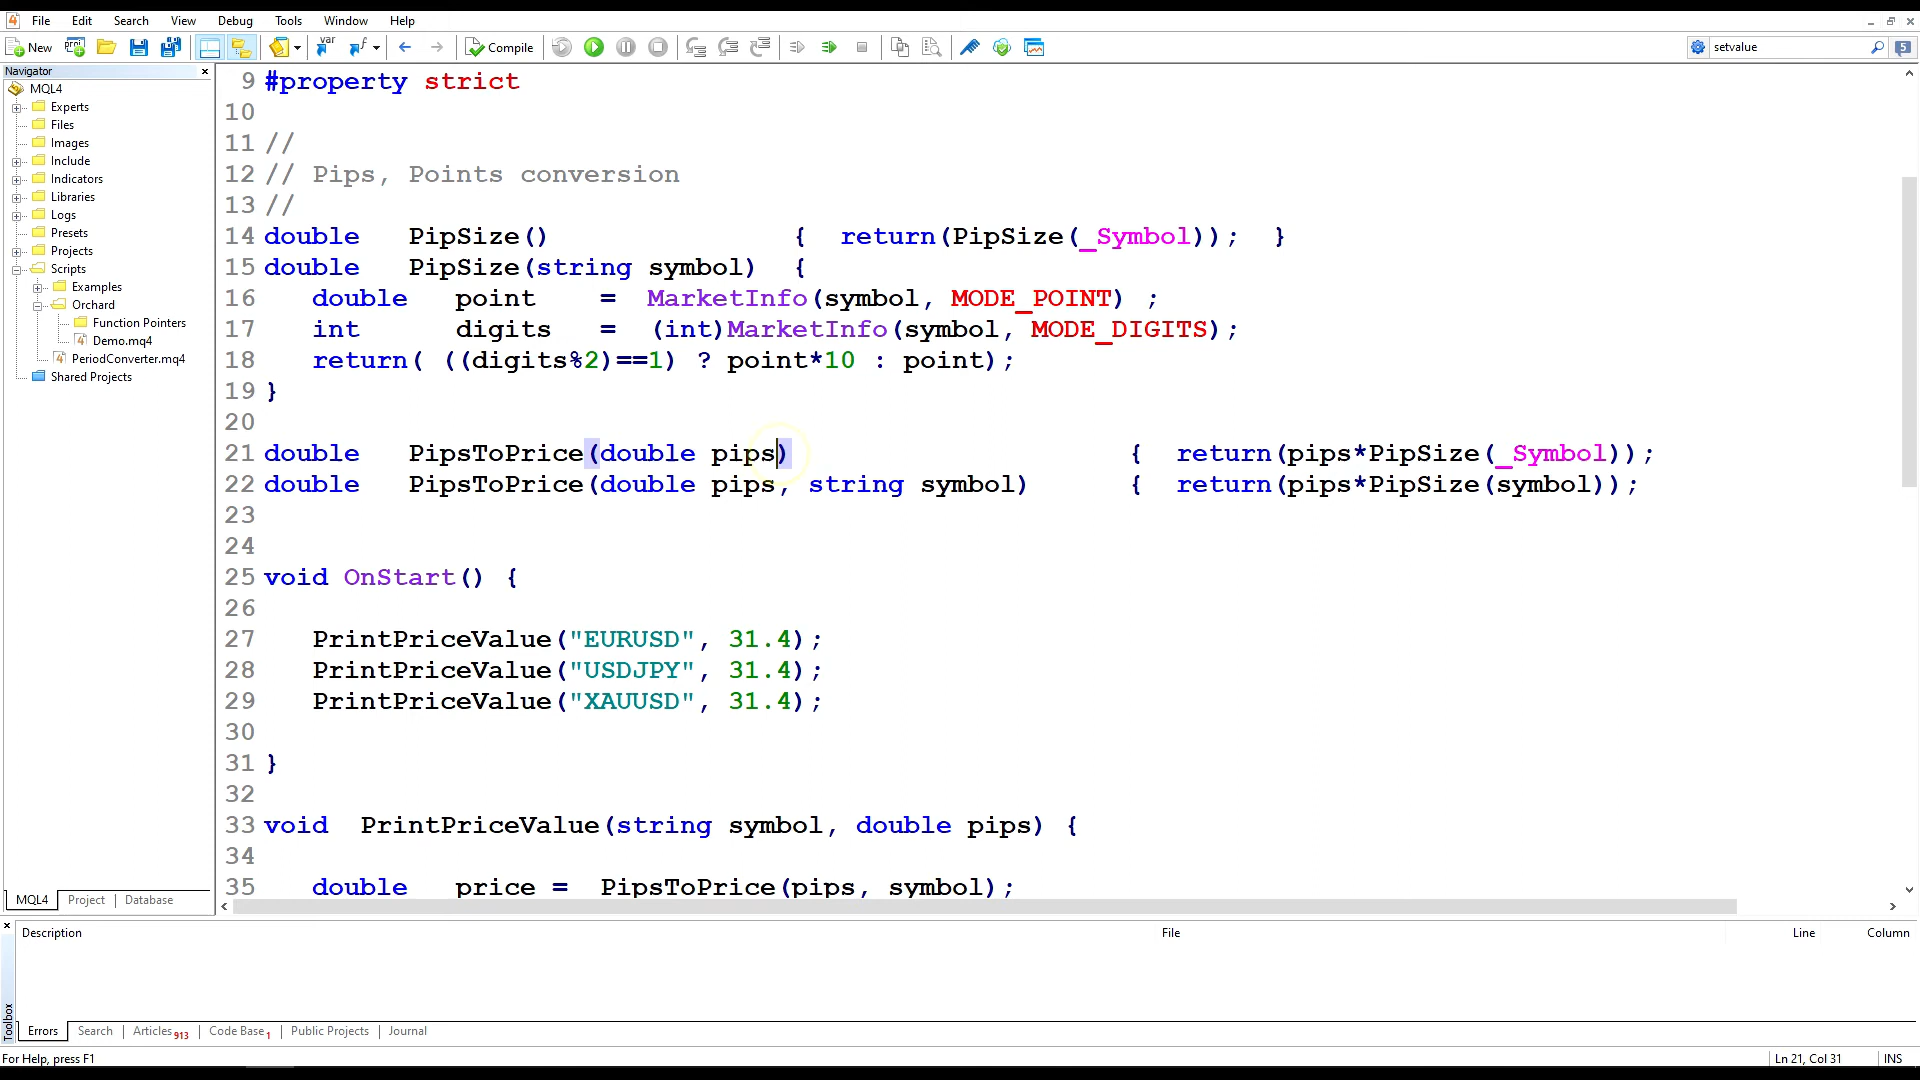 File Edit Search View Debug Tools Window Help
New Compile setvalue 5
Navigator
MQL4
Experts
Files
Images
Include
Indicators
Libraries
Logs
Presets
Projects
Scripts
Examples
Orchard
Function Pointers
Demo.mq4
PeriodConverter.mq4
Shared Projects
MQL4 Project Database
9 #property strict
10
11 //
12 // Pips, Points conversion
13 //
14 double PipSize() { return(PipSize(_Symbol)); }
15 double PipSize(string symbol) {
16 double point = MarketInfo(symbol, MODE_POINT) ;
17 int digits = (int)MarketInfo(symbol, MODE_DIGITS);
18 return( ((digits%2)==1) ? point*10 : point);
19 }
20
21 double PipsToPrice(double pips) { return(pips*PipSize(_Symbol));
22 double PipsToPrice(double pips, string symbol) { return(pips*PipSize(symbol));
23
24
25 void OnStart() {
26
27 PrintPriceValue("EURUSD", 31.4);
28 PrintPriceValue("USDJPY", 31.4);
29 PrintPriceValue("XAUUSD", 31.4);
30
31 }
32
33 void PrintPriceValue(string symbol, double pips) {
34
35 double price = PipsToPrice(pips, symbol);
Description File Line Column
Toolbox
Errors Search Articles 913 Code Base 1 Public Projects Journal
For Help, press F1 Ln 21, Col 31 INS